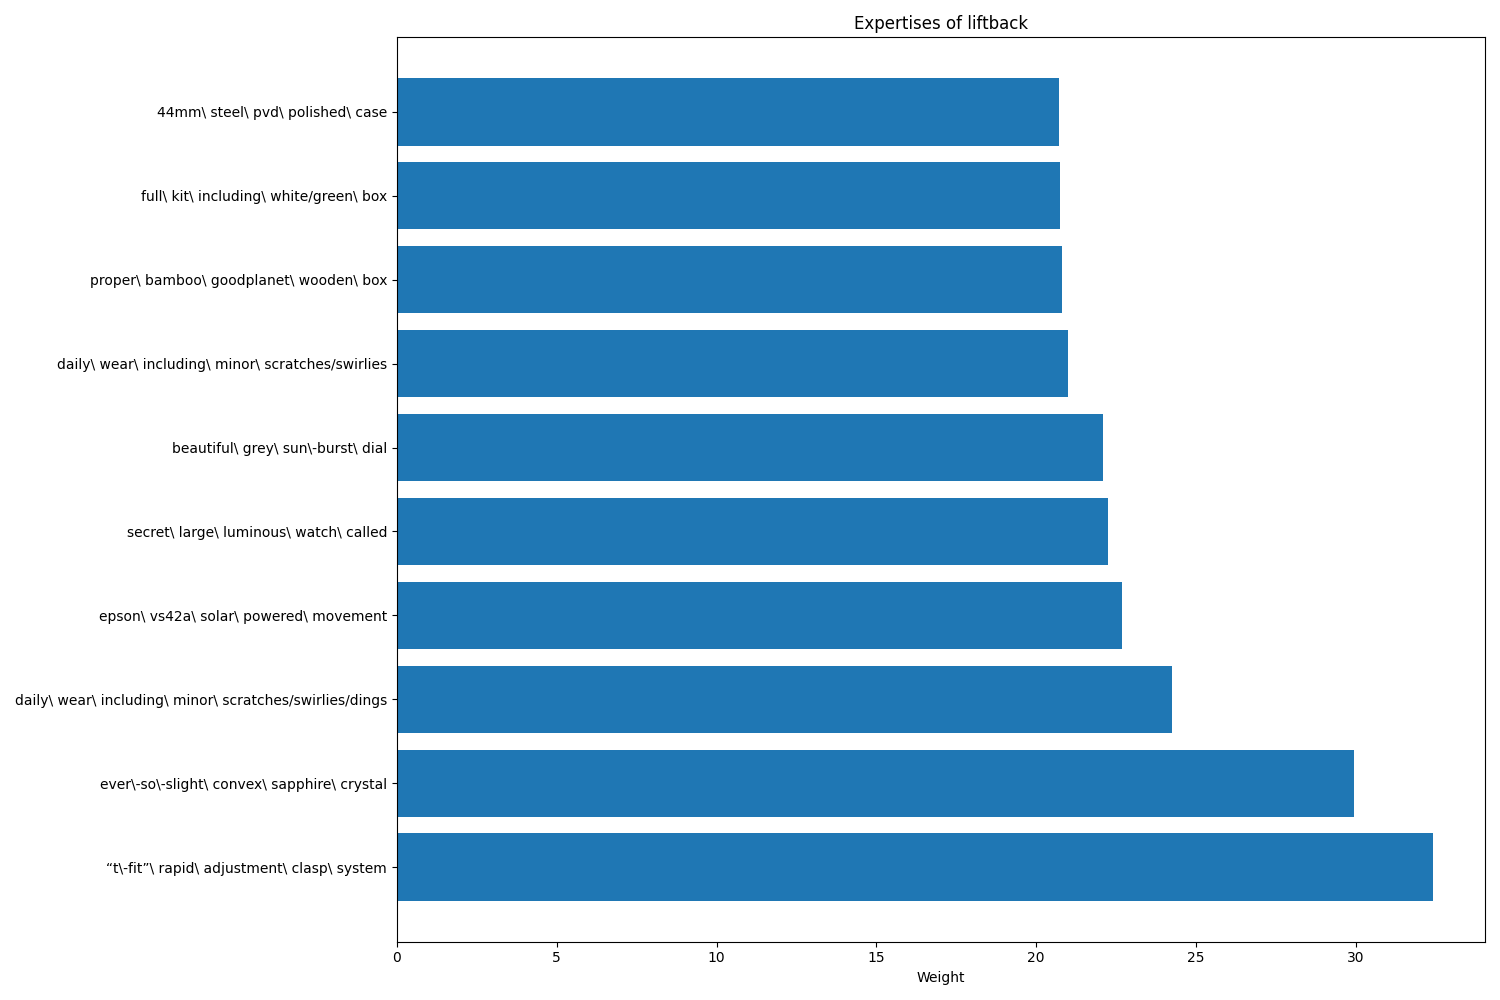 Expertises of liftback
44mm\ steel\ pvd\ polished\ case
full\ kit\ including\ white/green\ box
proper\ bamboo\ goodplanet\ wooden\ box
daily\ wear\ including\ minor\ scratches/swirlies
beautiful\ grey\ sun\-burst\ dial
secret\ large\ luminous\ watch\ called
epson\ vs42a\ solar\ powered\ movement
daily\ wear\ including\ minor\ scratches/swirlies/dings
ever\-so\-slight\ convex\ sapphire\ crystal
“t\-fit”\ rapid\ adjustment\ clasp\ system
0 5 10 15 20 25 30
Weight